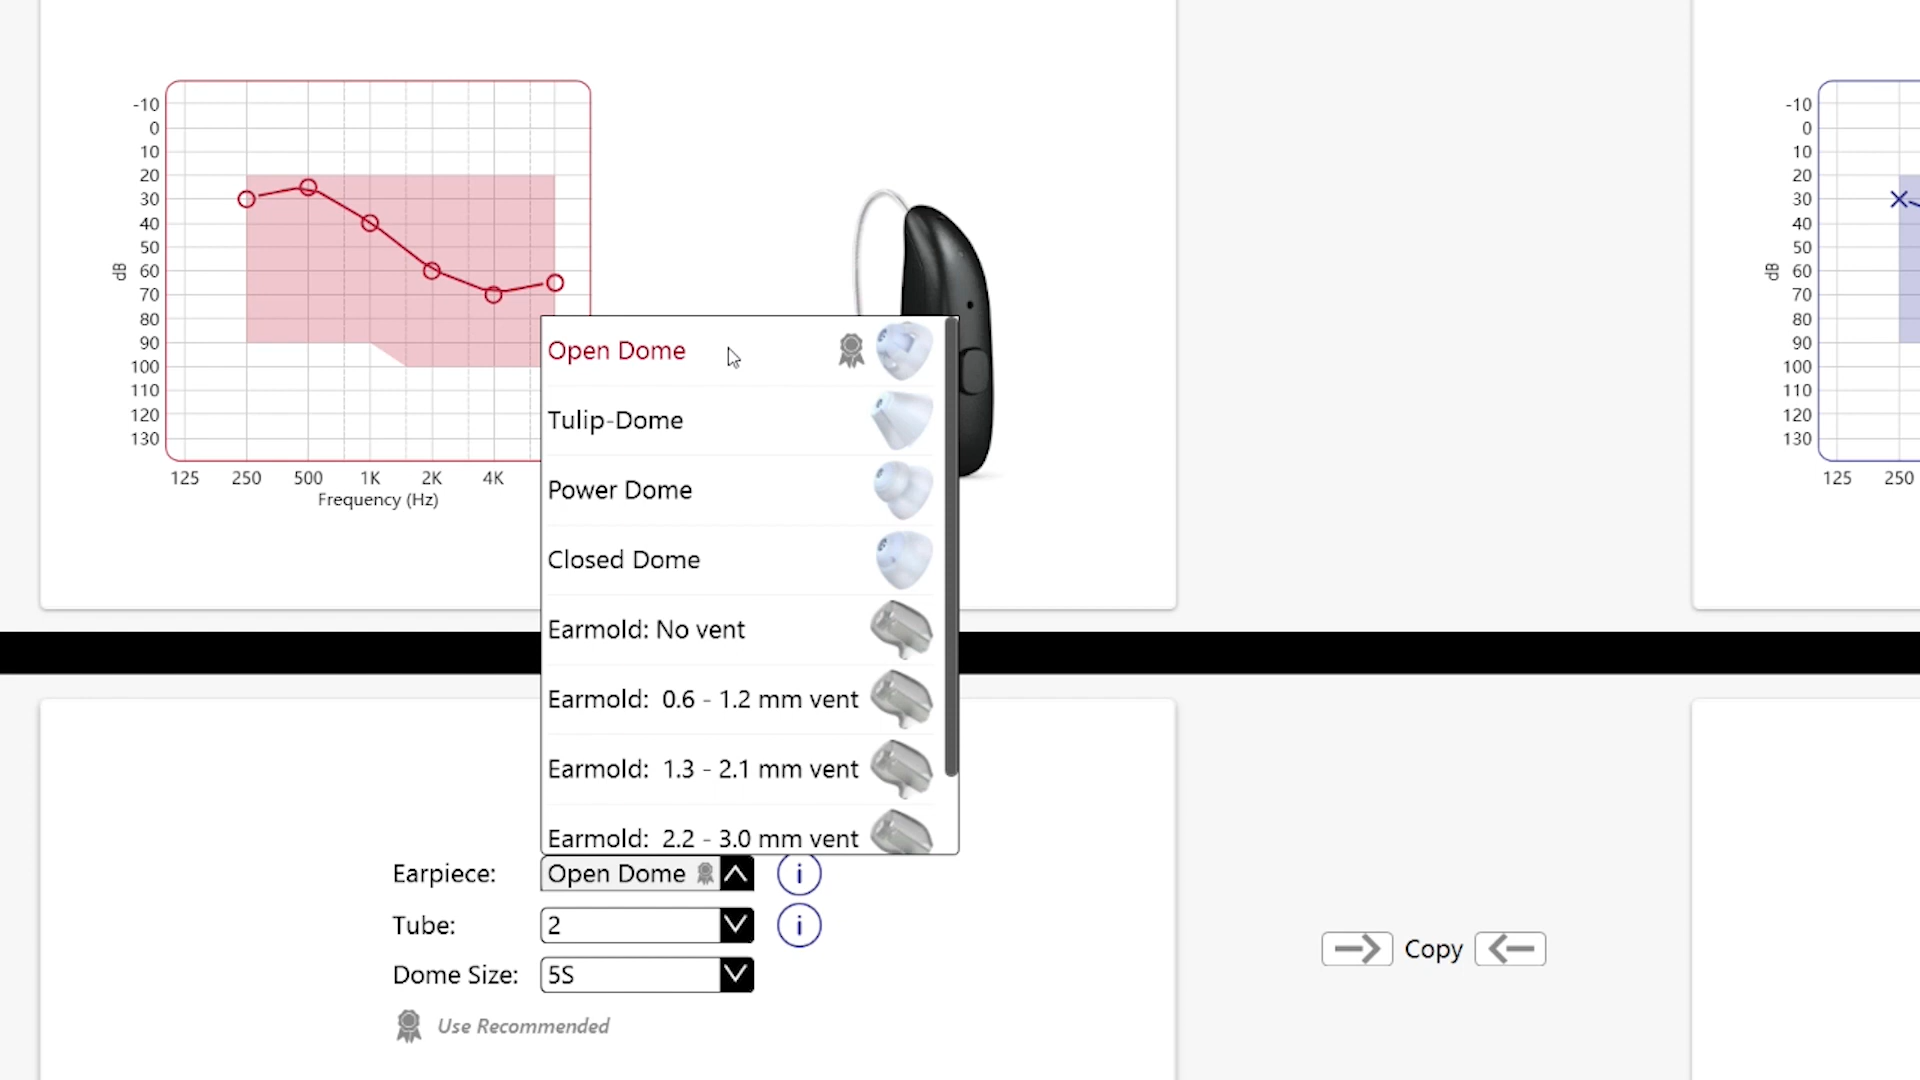 -10
0
10
20
30
40
50
60
70
80
90
100
110
120
130
dB
125 250 500 1K 2K 4K
Frequency (Hz)
-10
0
10
20
30
40
50
60
70
80
90
100
110
120
130
dB
125 250
Open Dome
Tulip-Dome
Power Dome
Closed Dome
Earmold: No vent
Earmold: 0.6 - 1.2 mm vent
Earmold: 1.3 - 2.1 mm vent
Earmold: 2.2 - 3.0 mm vent
Earpiece: Open Dome i
Tube: 2 i
Dome Size: 5S
Use Recommended
Copy